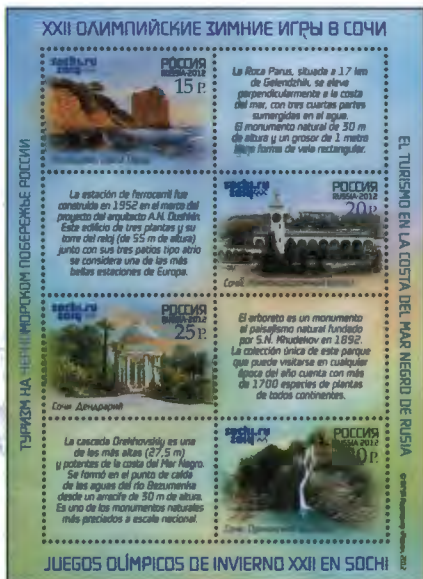 XXII ОЛИМПИЙСКИЕ ЗИМНИЕ ИГРЫ В СОЧИ
sochi.ru
2014
РОССИЯ
RUSSIA-2012
15 Р.
La Roca Parus, situada a 17 km
de Gelendzhik, se eleva
perpendicularmente a la costa
del mar, con tres cuartas partes
sumergidas en el agua.
El monumento natural de 30 m
de altura y un grosor de 1 metro
tiene forma de vela rectangular.
La estación de ferrocarril fue
construida en 1952 en el marco del
proyecto del arquitecto A.N. Dushkin.
Este edificio de tres plantas y su
torre del reloj (de 55 m de altura)
junto con sus tres patios tipo atrio
se considera una de las más
bellas estaciones de Europa.
sochi.ru
2014
РОССИЯ
RUSSIA-2012
20 Р.
Сочи
sochi.ru
2014
РОССИЯ
RUSSIA-2012
25 Р.
Сочи Дендрарий
El arboreto es un monumento
al paisajismo natural fundado
por S.N. Khudekov en 1892.
La colección única de este parque
que puede visitarse en cualquier
época del año cuenta con más
de 1700 especies de plantas
de todos continentes.
La cascada Orekhovskiy es una
de las más altas (27,5 m)
y potentes de la costa del Mar Negro.
Se formó en el punto de caída
de las aguas del río Bezumenka
desde un arrecife de 30 m de altura.
Es uno de los monumentos naturales
más preciados a escala nacional.
sochi.ru
2014
РОССИЯ
RUSSIA-2012
Сочи
ТУРИЗМ НА ЧЕРНОМОРСКОМ ПОБЕРЕЖЬЕ РОССИИ
EL TURISMO EN LA COSTA DEL MAR NEGRO DE RUSIA
JUEGOS OLÍMPICOS DE INVIERNO XXII EN SOCHI